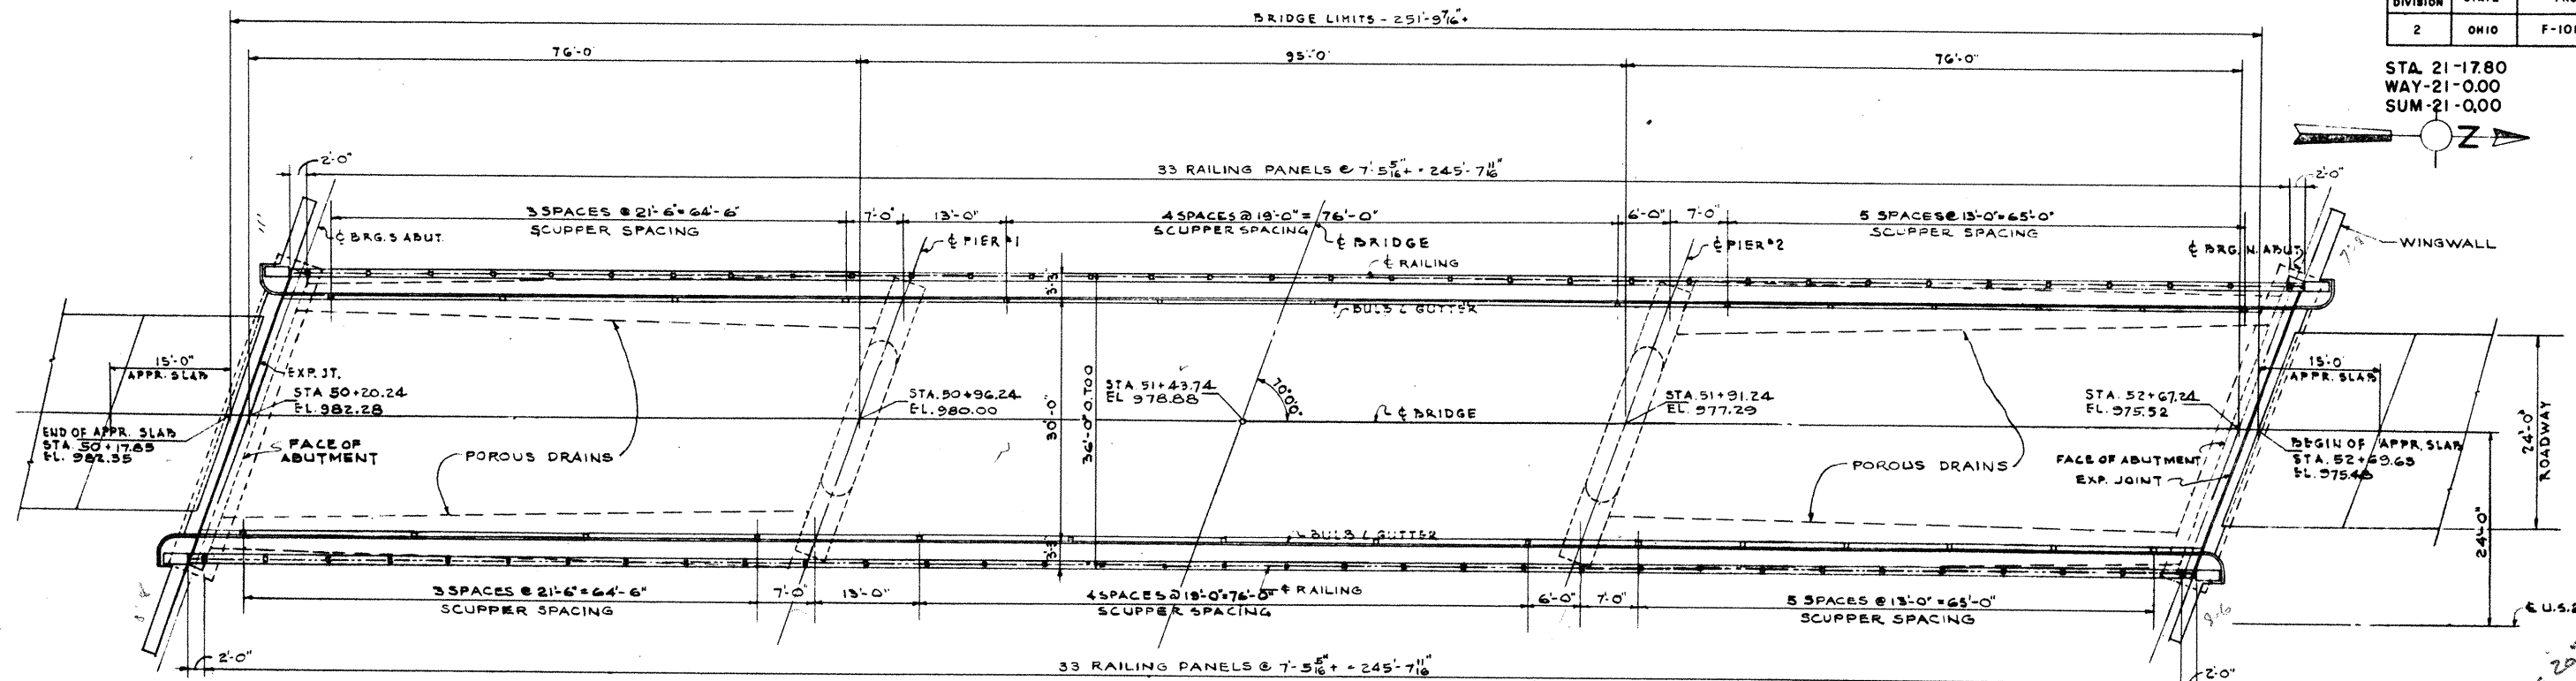 BRIDGE LIMITS - 251'-9 7/16"+
DIVISION
2 OHIO
76'-0"
95'-0"
76'-0"
STA. 21-17.80
WAY-21-0.00
SUM-21-0.00
Z
2'-0"
33 RAILING PANELS @ 7'-5 5/16"+ = 245'-7 11/16"
2'-0"
3 SPACES @ 21'-6" = 64'-6"
SCUPPER SPACING
7'-0"
13'-0"
4 SPACES @ 19'-0" = 76'-0"
SCUPPER SPACING
6'-0"
7'-0"
5 SPACES @ 13'-0" = 65'-0"
SCUPPER SPACING
℄ BRG. S ABUT.
℄ PIER #1
℄ BRIDGE
℄ RAILING
℄ PIER #2
℄ BRG. N. ABUT.
WINGWALL
3'-3"
BULB L GUTTER
15'-0"
APPR. SLAB
EXP. JT.
STA. 50+20.24
EL. 982.28
END OF APPR. SLAB
STA. 50+17.85
EL. 982.35
FACE OF
ABUTMENT
POROUS DRAINS
STA. 50+96.24
EL. 980.00
30'-0"
36'-0" O. TO O
STA. 51+43.74
EL. 978.88
70°00'
℄ BRIDGE
STA. 51+91.24
EL. 977.29
STA. 52+67.24
EL. 975.52
15'-0"
APPR. SLAB
POROUS DRAINS
FACE OF ABUTMENT
EXP. JOINT
BEGIN OF APPR. SLAB
STA. 52+69.63
24'-0"
ROADWAY
24'-0"
BULB L GUTTER
3'-3"
3 SPACES @ 21'-6" = 64'-6"
SCUPPER SPACING
7'-0"
13'-0"
4 SPACES @ 19'-0" = 76'-0"
SCUPPER SPACING
℄ RAILING
6'-0"
7'-0"
5 SPACES @ 13'-0" = 65'-0"
SCUPPER SPACING
2'-0"
33 RAILING PANELS @ 7'-5 5/16"+ = 245'-7 11/16"
2'-0"